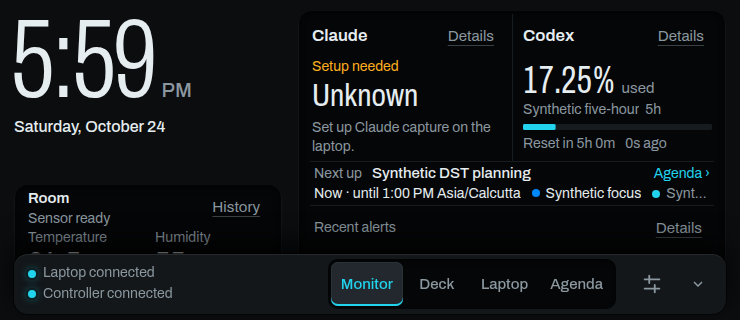 5:59 PM
Saturday, October 24
Room
Sensor ready
History
Temperature Humidity
Claude Details
Setup needed
Unknown
Set up Claude capture on the
laptop.
Codex Details
17.25% used
Synthetic five-hour 5h
Reset in 5h 0m 0s ago
Next up Synthetic DST planning Agenda ›
Now · until 1:00 PM Asia/Calcutta Synthetic focus Synt...
Recent alerts Details
Laptop connected
Controller connected
Monitor Deck Laptop Agenda